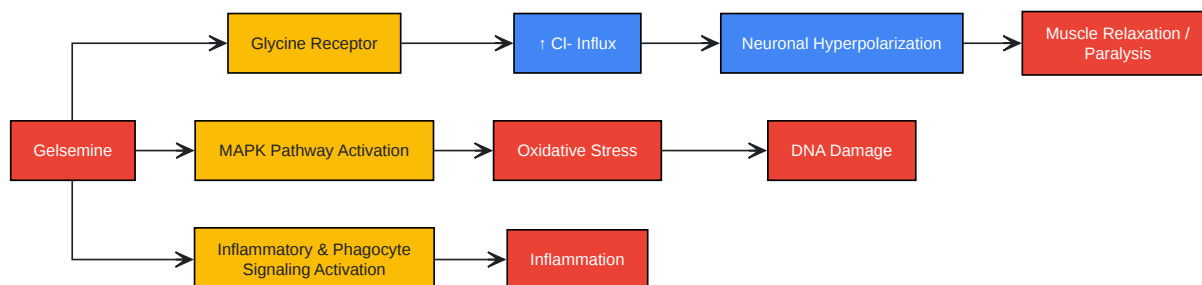 Glycine Receptor
↑ Cl- Influx
Neuronal Hyperpolarization
Muscle Relaxation /
Paralysis
Gelsemine
MAPK Pathway Activation
Oxidative Stress
DNA Damage
Inflammatory & Phagocyte
Signaling Activation
Inflammation